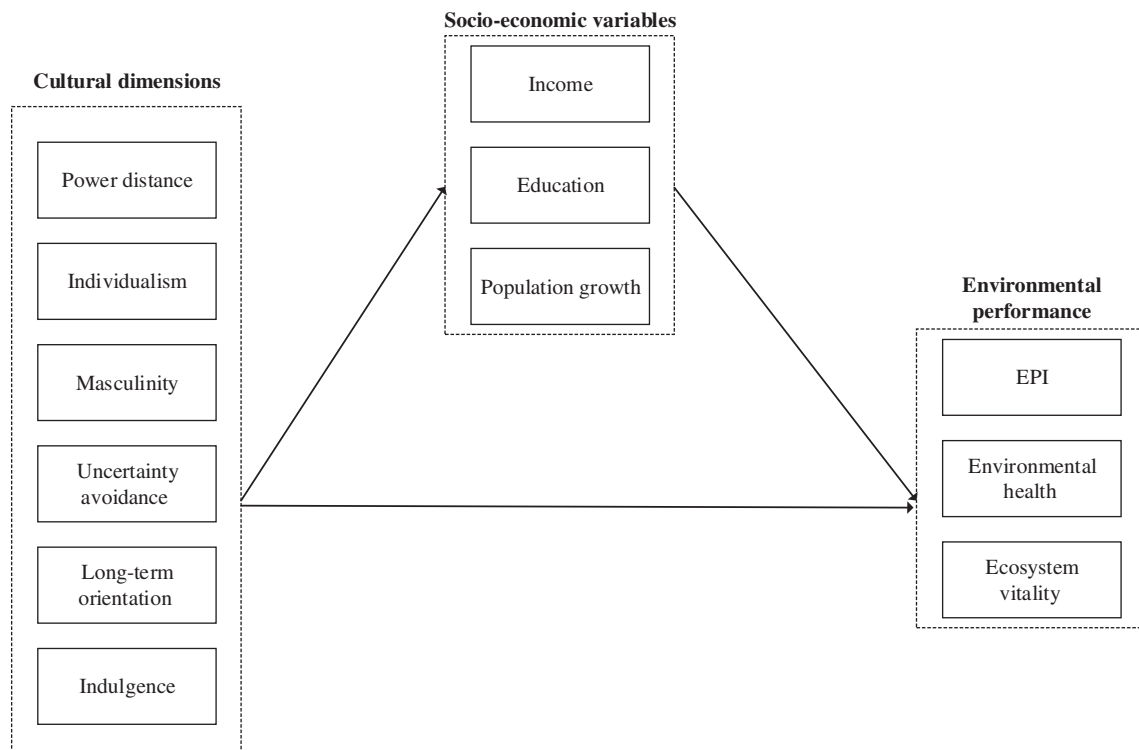 Socio-economic variables
Income
Education
Population growth
Cultural dimensions
Power distance
Individualism
Masculinity
Uncertainty
avoidance
Long-term
orientation
Indulgence
Environmental
performance
EPI
Environmental
health
Ecosystem
vitality